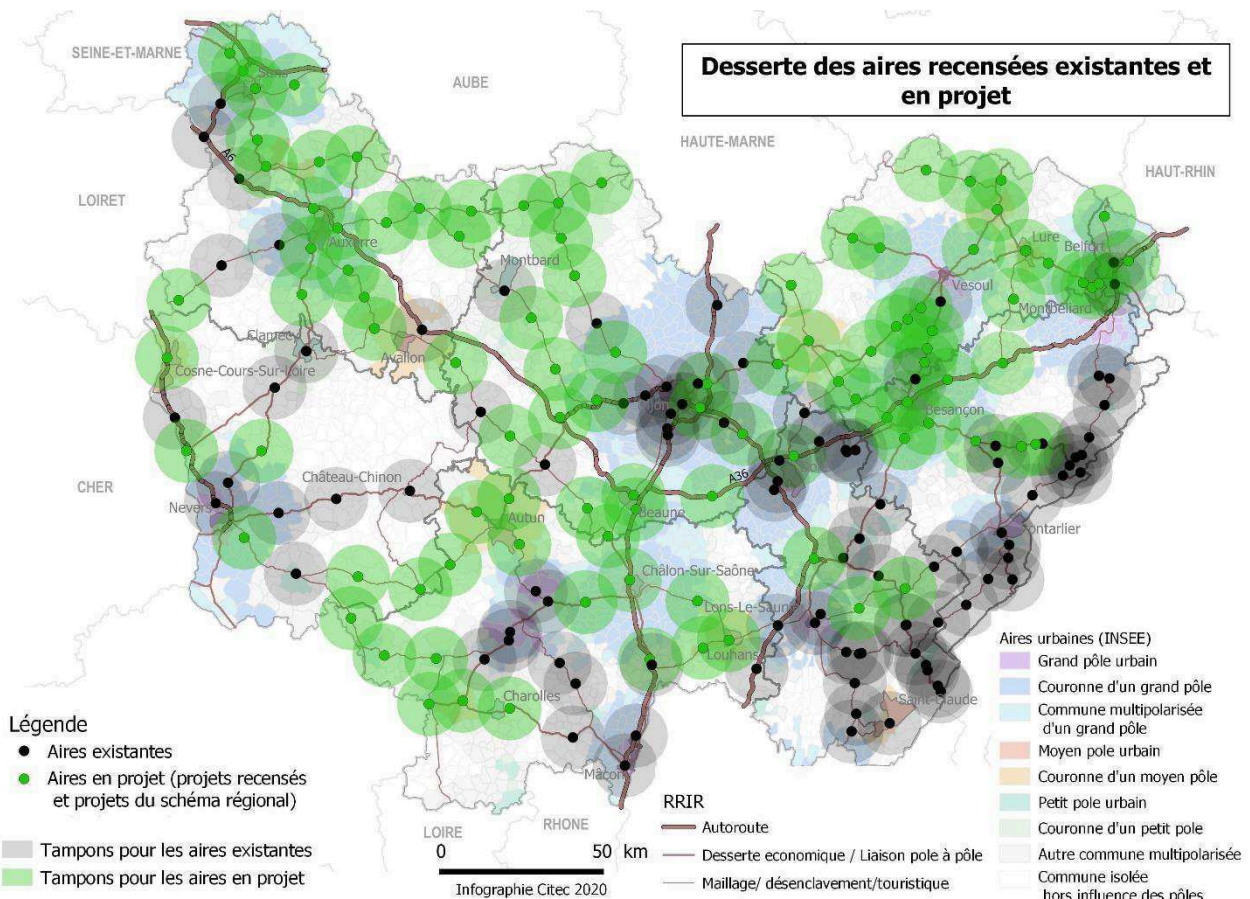 Desserte des aires recensées existantes et
en projet
SEINE-ET-MARNE
AUBE
HAUTE-MARNE
HAUT-RHIN
LOIRET
CHER
LOIRE
RHONE
Sens
A6
Auxerre
Montbard
Lure
Belfort
Vesoul
Montbéliard
Clamecy
Avallon
Cosne-Cours-Sur-Loire
Besançon
Château-Chinon
A36
Nevers
Autun
Beaune
Pontarlier
Châlon-Sur-Saône
Lons-Le-Saunier
Louhans
Charolles
Saint-Claude
Mâcon
Légende
Aires existantes
Aires en projet (projets recensés
et projets du schéma régional)
Tampons pour les aires existantes
Tampons pour les aires en projet
0 50 km
Infographie Citec 2020
RRIR
Autoroute
Desserte economique / Liaison pole à pôle
Maillage/ désenclavement/touristique
Aires urbaines (INSEE)
Grand pôle urbain
Couronne d'un grand pôle
Commune multipolarisée
d'un grand pôle
Moyen pole urbain
Couronne d'un moyen pôle
Petit pole urbain
Couronne d'un petit pole
Autre commune multipolarisée
Commune isolée
hors influence des pôles